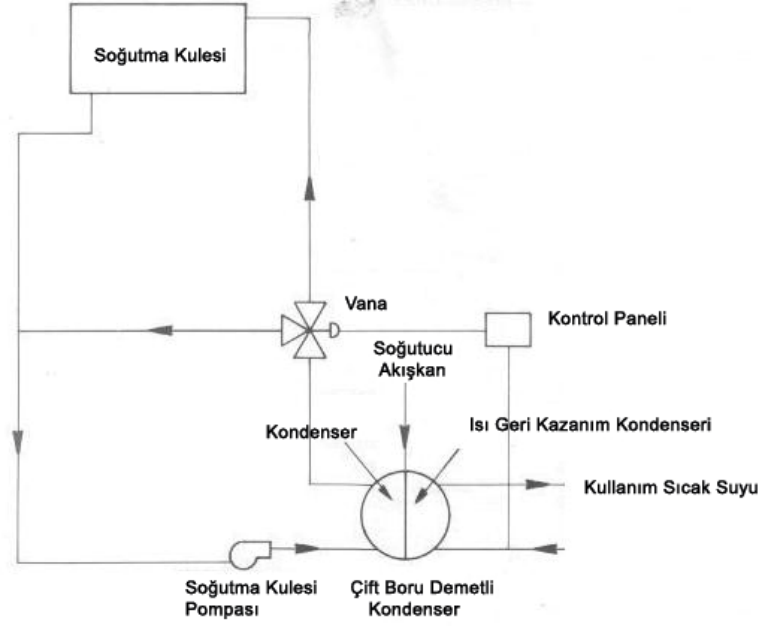 Soğutma Kulesi
Vana
Kontrol Paneli
Soğutucu
Akışkan
Kondenser
Isı Geri Kazanım Kondenseri
Kullanım Sıcak Suyu
Soğutma Kulesi
Pompası
Çift Boru Demetli
Kondenser